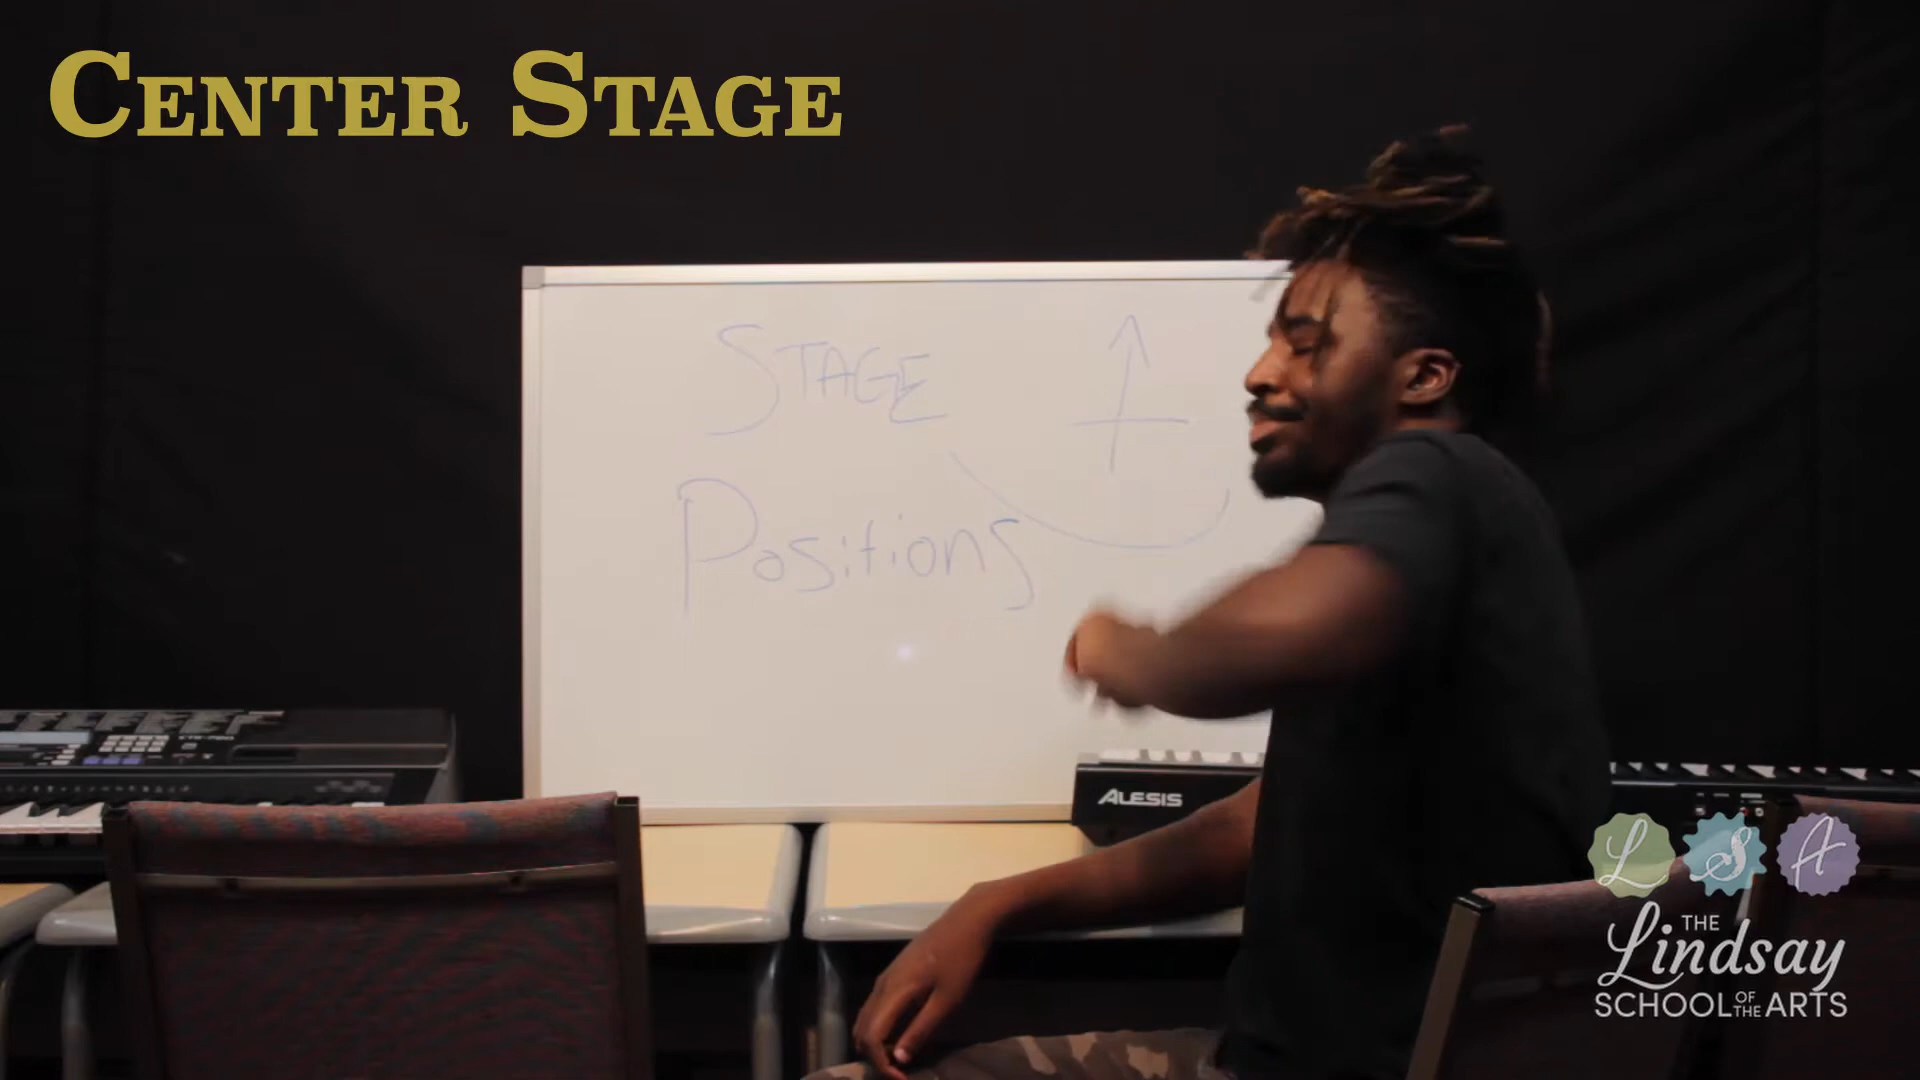 CENTER STAGE
STAGE
Positions
ALESIS
L S A
THE
Lindsay
SCHOOL OF THE ARTS